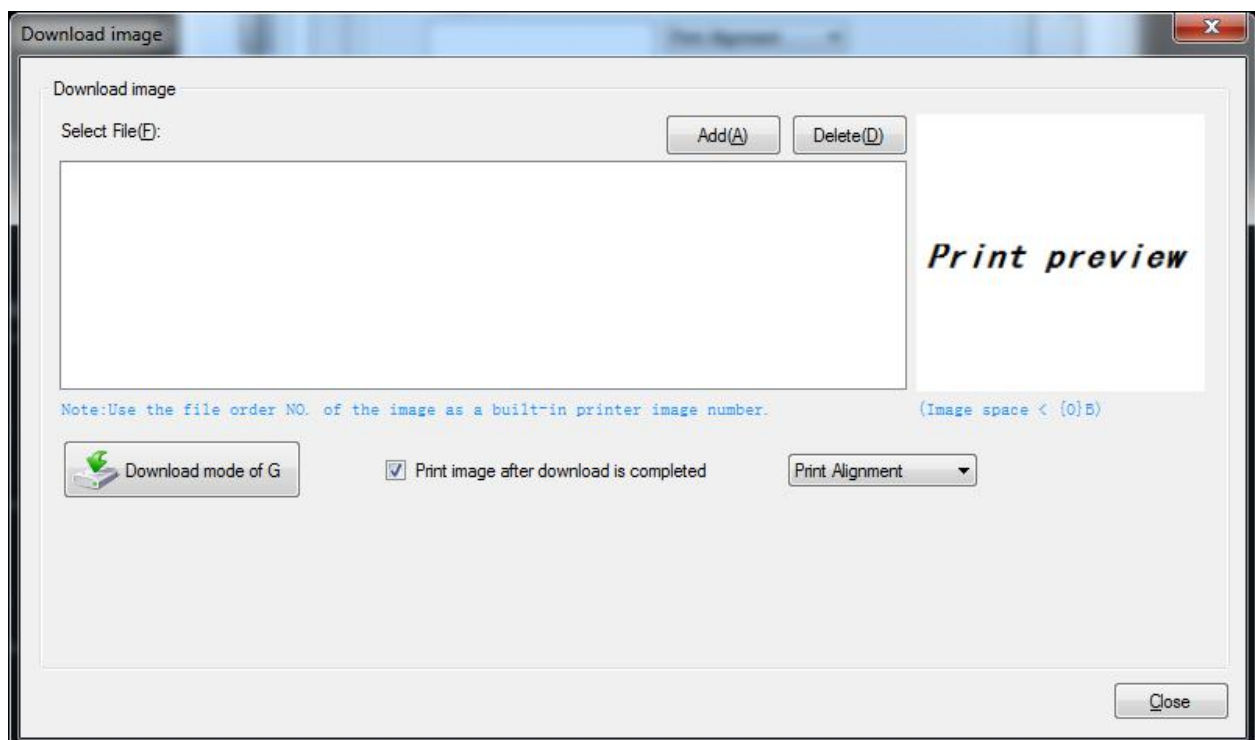 Download image
X
Download image
Select File(F):
Add(A)
Delete(D)
Print preview
Note:Use the file order NO. of the image as a built-in printer image number.
(Image space < {0}B)
Download mode of G
Print image after download is completed
Print Alignment
Close